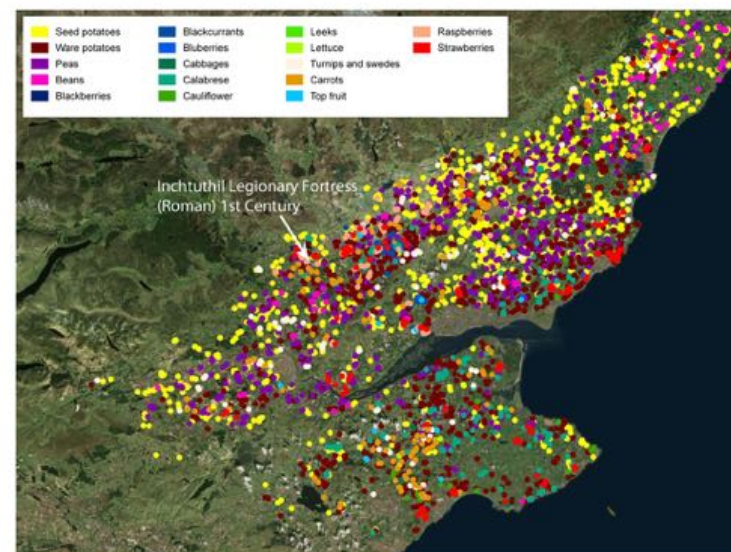 Seed potatoes
Ware potatoes
Peas
Beans
Blackberries
Blackcurrants
Bluberries
Cabbages
Calabrese
Cauliflower
Leeks
Lettuce
Turnips and swedes
Carrots
Top fruit
Raspberries
Strawberries
Inchtuthil Legionary Fortress
(Roman) 1st Century